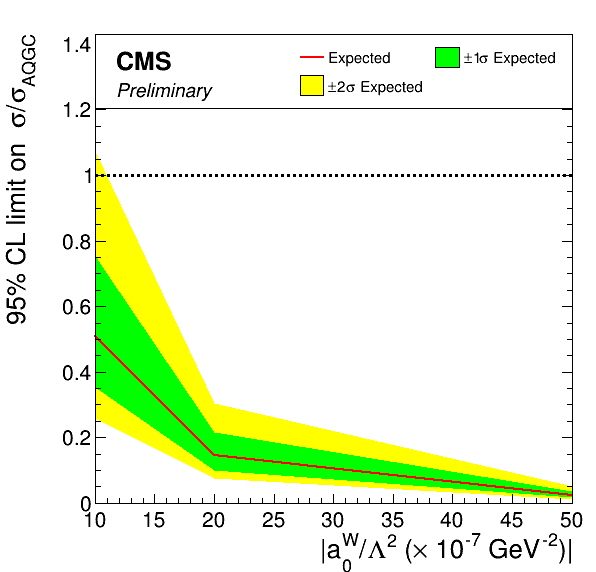 95% CL limit on σ/σAQGC
1.4
1.2
1
0.8
0.6
0.4
0.2
0
CMS
Preliminary
Expected
±1σ Expected
±2σ Expected
10 15 20 25 30 35 40 45 50
|a₀ᵂ/Λ² (× 10⁻⁷ GeV⁻²)|